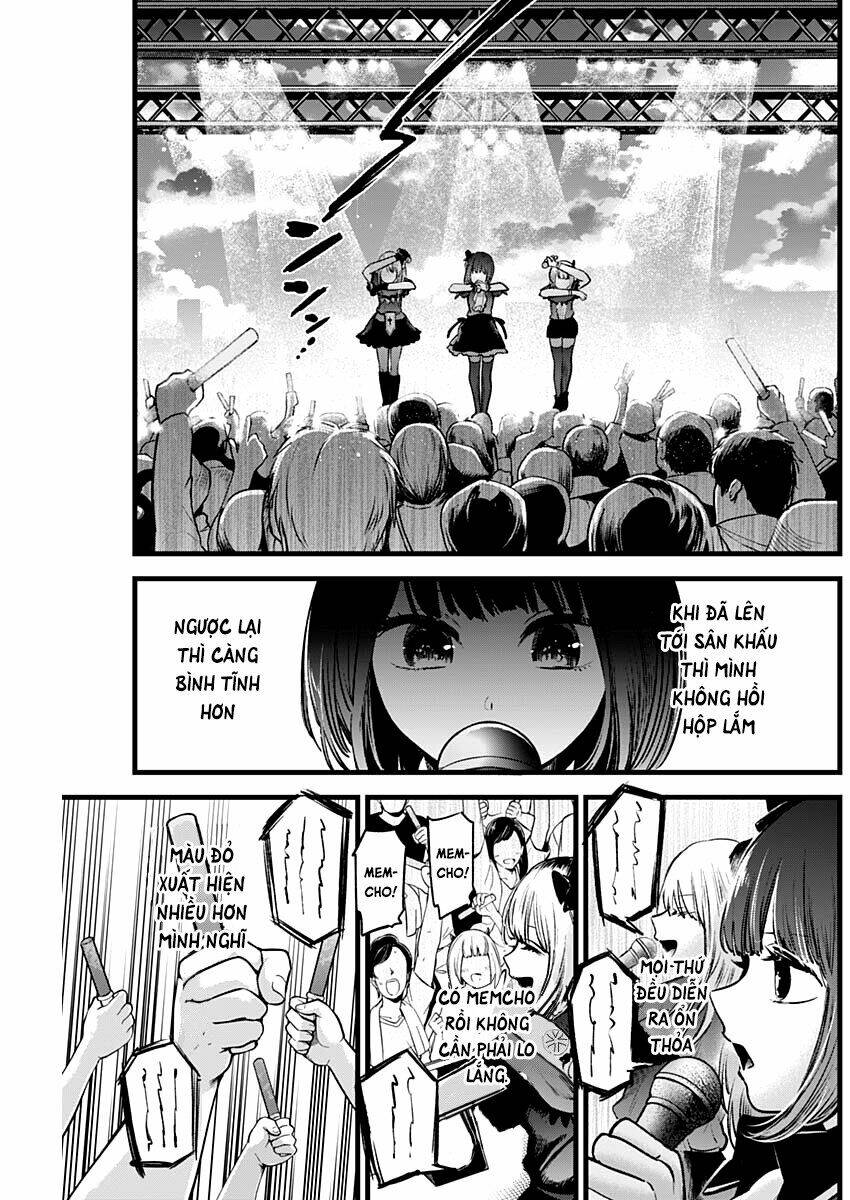 KHI ĐÃ LÊN
TỚI SÂN KHẤU
THÌ MÌNH
KHÔNG HỒI
HỘP LẮM
NGƯỢC LẠI
THÌ CÀNG
BÌNH TĨNH
HƠN
MỌI THỨ
ĐỀU DIỄN
RA ỔN
THỎA
MEM-
CHO!
MEM-
CHO!
CÓ MEMCHO
RỒI KHÔNG
CẦN PHẢI LO
LẮNG.
MÀU ĐỎ
XUẤT HIỆN
NHIỀU HƠN
MÌNH NGHĨ